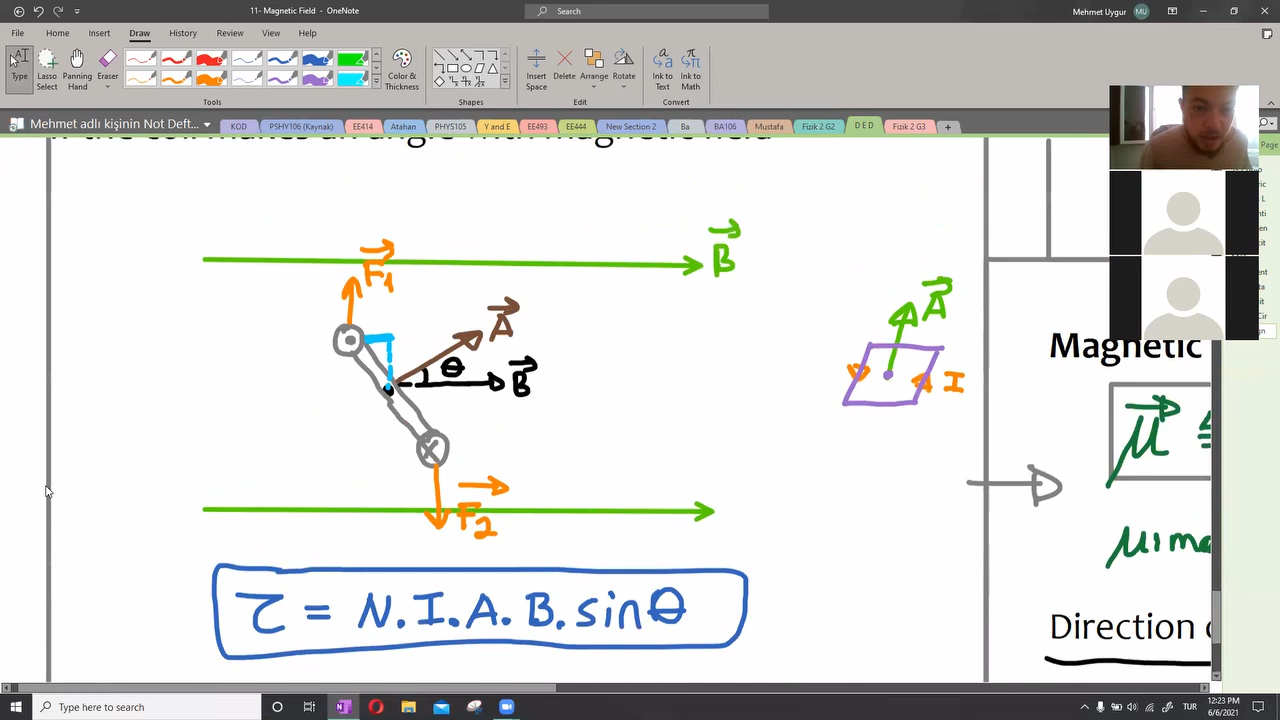 11- Magnetic Field - OneNote
Search
Mehmet Uygur MU
File Home Insert Draw History Review View Help
Type Lasso Select Panning Hand Eraser
Color & Thickness
Insert Space Delete Arrange Rotate
Ink to Text Ink to Math
Tools Shapes Edit Convert
Mehmet adlı kişinin Not Deft...
KOD PSHY106 (Kaynak) EE414 Atahan PHYS105 Y and E EE493 EE444 New Section 2 Ba BA106 Mustafa Fizik 2 G2 D E D Fizik 2 G3 +
Page
B
F1
A
θ
B
F2
τ = N.I.A.B.sinθ
A
I
Magnetic
μ
Direction
Type here to search
TUR
12:23 PM
6/6/2021